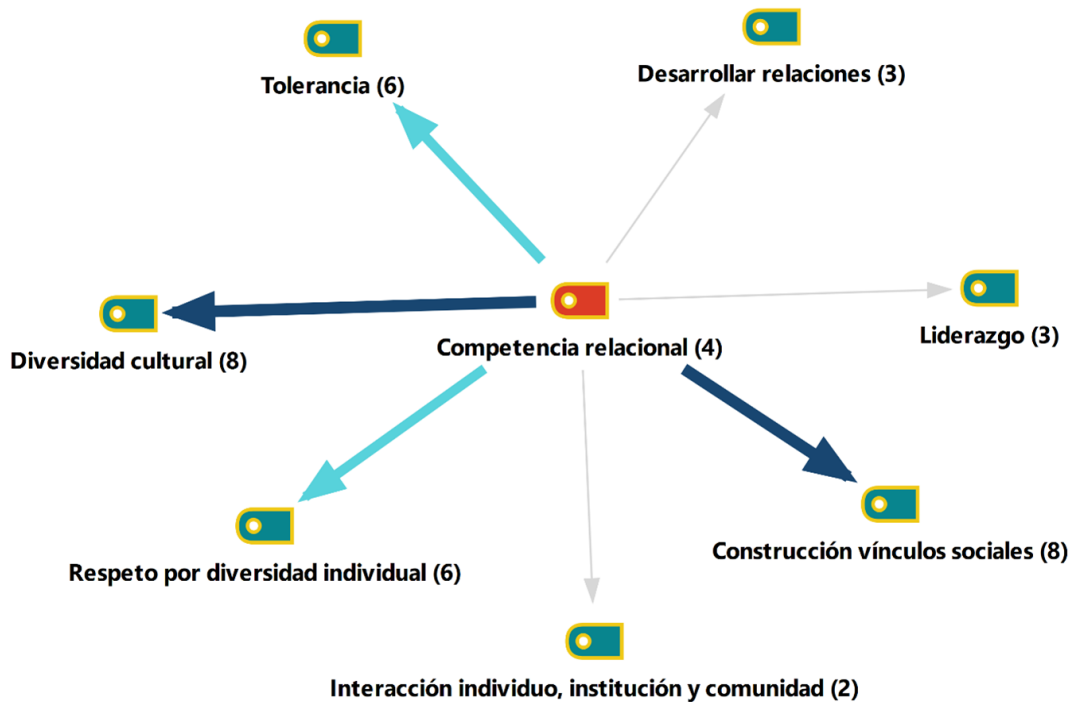 Desarrollar relaciones (3)
Tolerancia (6)
Liderazgo (3)
Competencia relacional (4)
Diversidad cultural (8)
Construcción vínculos sociales (8)
Respeto por diversidad individual (6)
Interacción individuo, institución y comunidad (2)